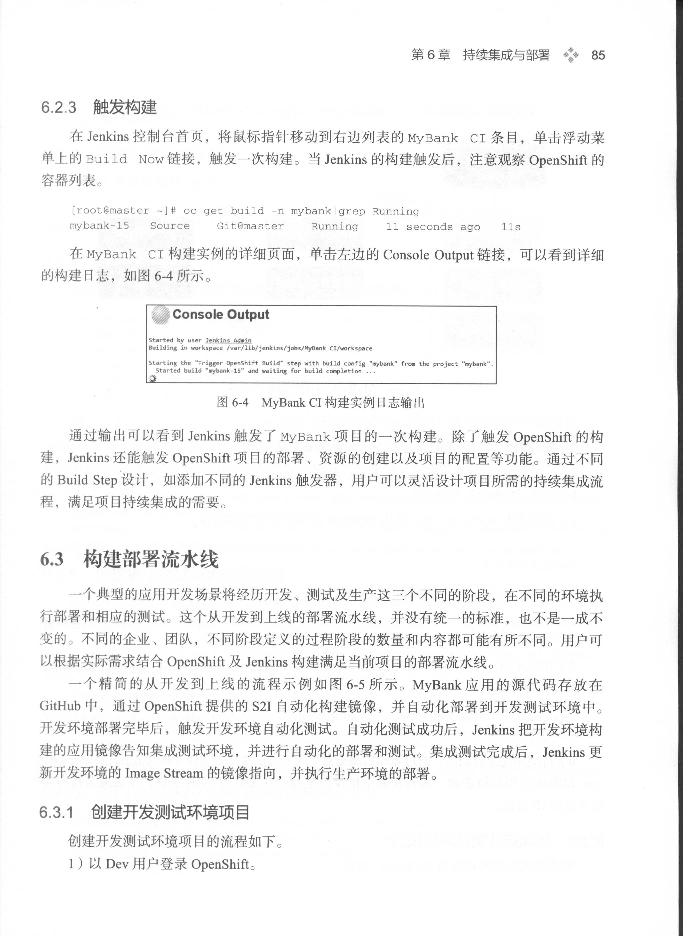 第6章 持续集成与部署 85
6.2.3 触发构建
在 Jenkins 控制台首页，将鼠标指针移动到右边列表的 MyBank CI 条目，单击浮动菜
单上的 Build Now 链接，触发一次构建。当 Jenkins 的构建触发后，注意观察 OpenShift 的
容器列表。
[root@master ~]# oc get build -n mybank|grep Running
mybank-15 Source Git@master Running 11 seconds ago 11s
在 MyBank CI 构建实例的详细页面，单击左边的 Console Output 链接，可以看到详细
的构建日志，如图 6-4 所示。
Console Output
Started by user Jenkins Admin
Building in workspace /var/lib/jenkins/jobs/MyBank CI/workspace
Starting the "Trigger OpenShift Build" step with build config "mybank" from the project "mybank".
Started build "mybank-15" and waiting for build completion ...
图 6-4 MyBank CI 构建实例日志输出
通过输出可以看到 Jenkins 触发了 MyBank 项目的一次构建。除了触发 OpenShift 的构
建，Jenkins 还能触发 OpenShift 项目的部署、资源的创建以及项目的配置等功能。通过不同
的 Build Step 设计，如添加不同的 Jenkins 触发器，用户可以灵活设计项目所需的持续集成流
程，满足项目持续集成的需要。
6.3 构建部署流水线
一个典型的应用开发场景将经历开发、测试及生产这三个不同的阶段，在不同的环境执
行部署和相应的测试。这个从开发到上线的部署流水线，并没有统一的标准，也不是一成不
变的。不同的企业、团队，不同阶段定义的过程阶段的数量和内容都可能有所不同。用户可
以根据实际需求结合 OpenShift 及 Jenkins 构建满足当前项目的部署流水线。
一个精简的从开发到上线的流程示例如图 6-5 所示。MyBank 应用的源代码存放在
GitHub 中，通过 OpenShift 提供的 S2I 自动化构建镜像，并自动化部署到开发测试环境中。
开发环境部署完毕后，触发开发环境自动化测试。自动化测试成功后，Jenkins 把开发环境构
建的应用镜像告知集成测试环境，并进行自动化的部署和测试。集成测试完成后，Jenkins 更
新开发环境的 Image Stream 的镜像指向，并执行生产环境的部署。
6.3.1 创建开发测试环境项目
创建开发测试环境项目的流程如下。
1）以 Dev 用户登录 OpenShift。